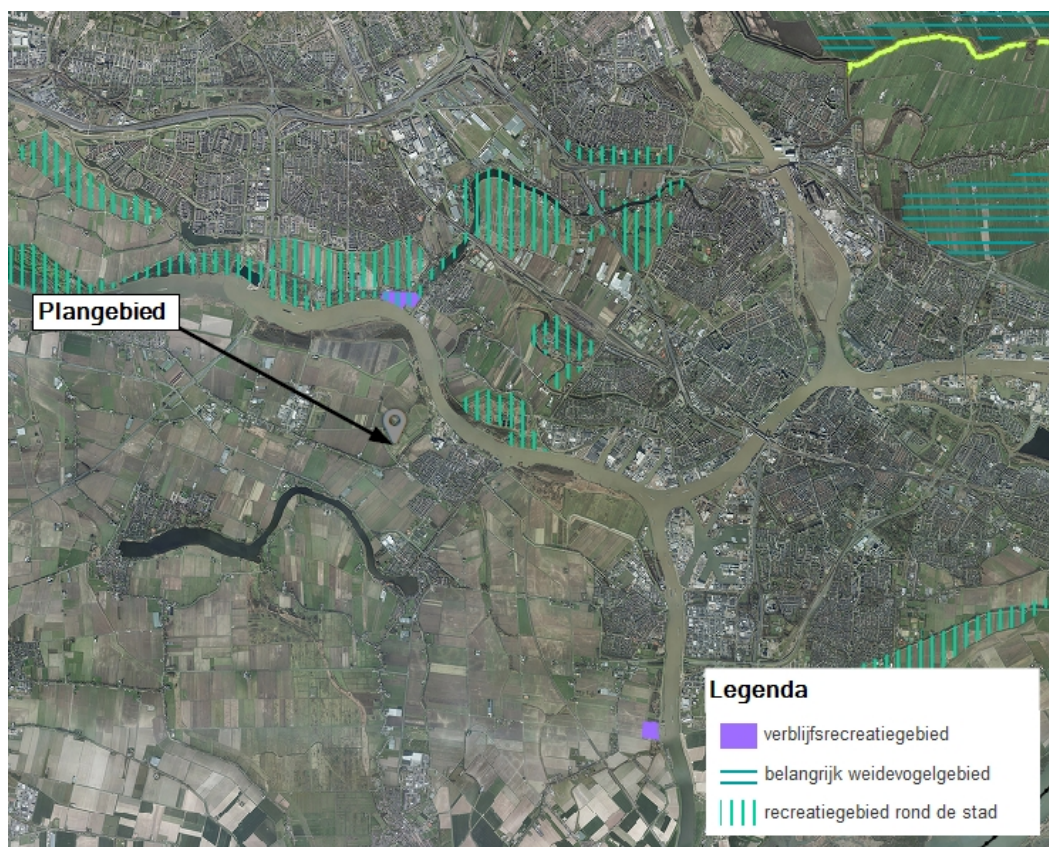 Plangebied
Legenda
verblijfsrecreatiegebied
belangrijk weidevogelgebied
recreatiegebied rond de stad